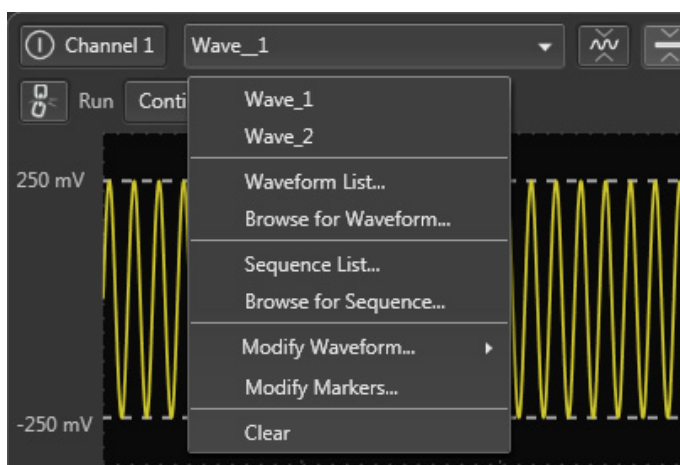 Channel 1
Wave__1
Run
Conti
Wave_1
Wave_2
Waveform List...
Browse for Waveform...
Sequence List...
Browse for Sequence...
Modify Waveform...
Modify Markers...
Clear
250 mV
-250 mV